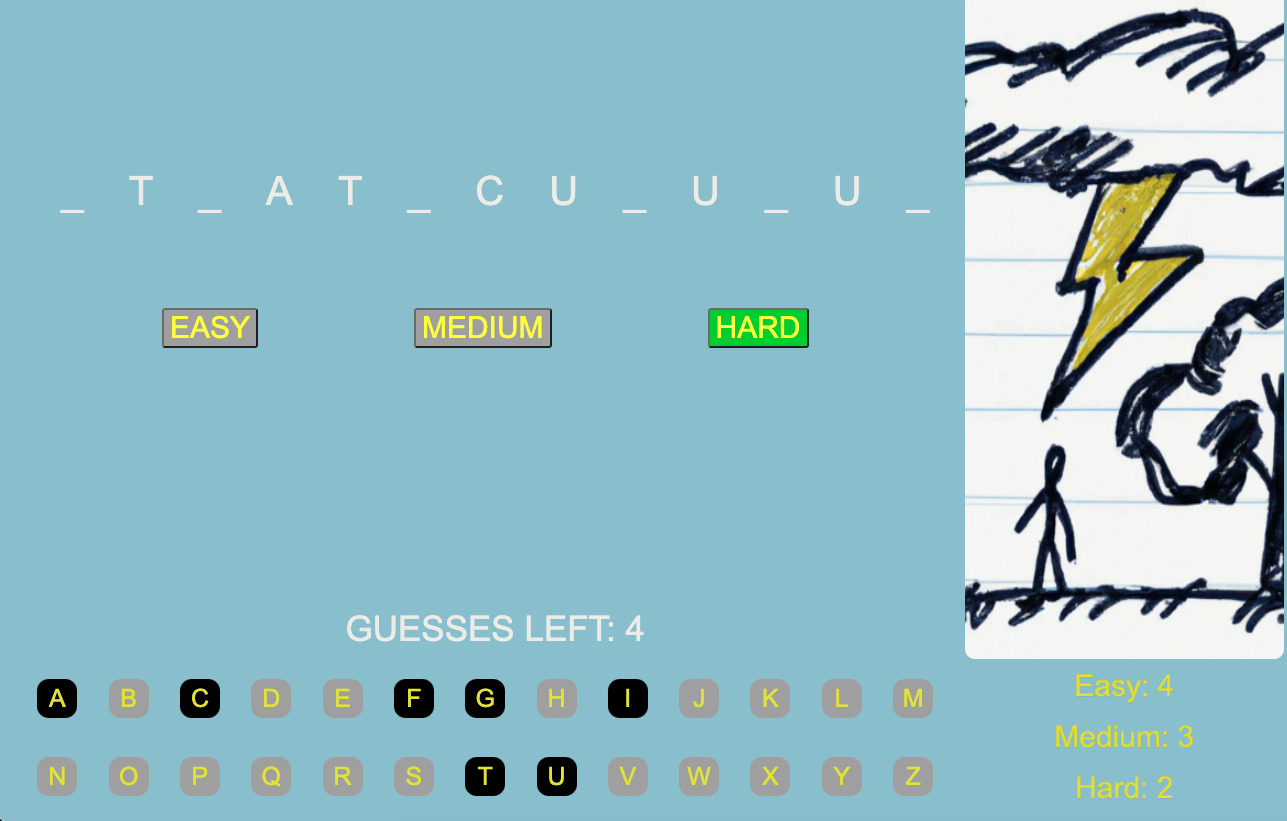 _ T _ A T _ C U _ U _ U _
EASY MEDIUM HARD
GUESSES LEFT: 4
A B C D E F G H I J K L M
N O P Q R S T U V W X Y Z
Easy: 4
Medium: 3
Hard: 2